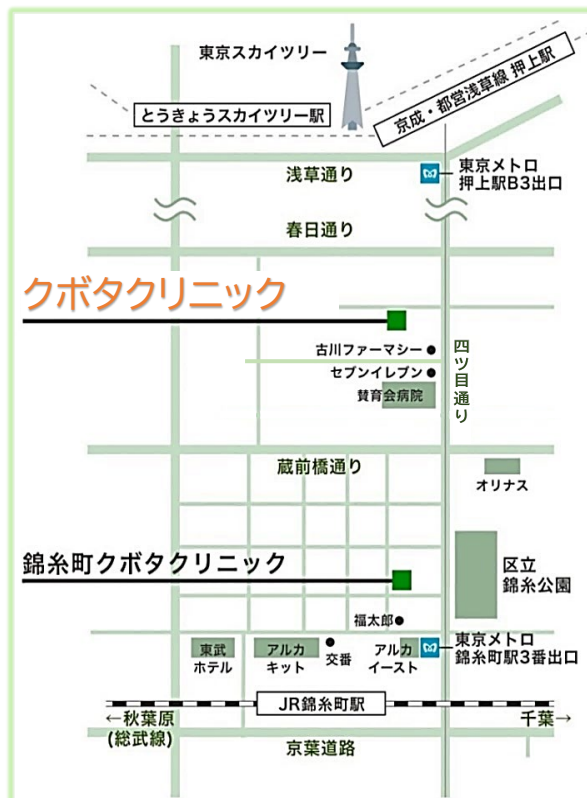 東京スカイツリー
京成・都営浅草線 押上駅
とうきょうスカイツリー駅
浅草通り
東京メトロ
押上駅B3出口
春日通り
クボタクリニック
古川ファーマシー
セブンイレブン
賛育会病院
四ツ目通り
蔵前橋通り
オリナス
錦糸町クボタクリニック
区立
錦糸公園
福太郎
東武
ホテル
アルカ
キット
交番
アルカ
イースト
東京メトロ
錦糸町駅3番出口
JR錦糸町駅
←秋葉原
(総武線)
千葉→
京葉道路